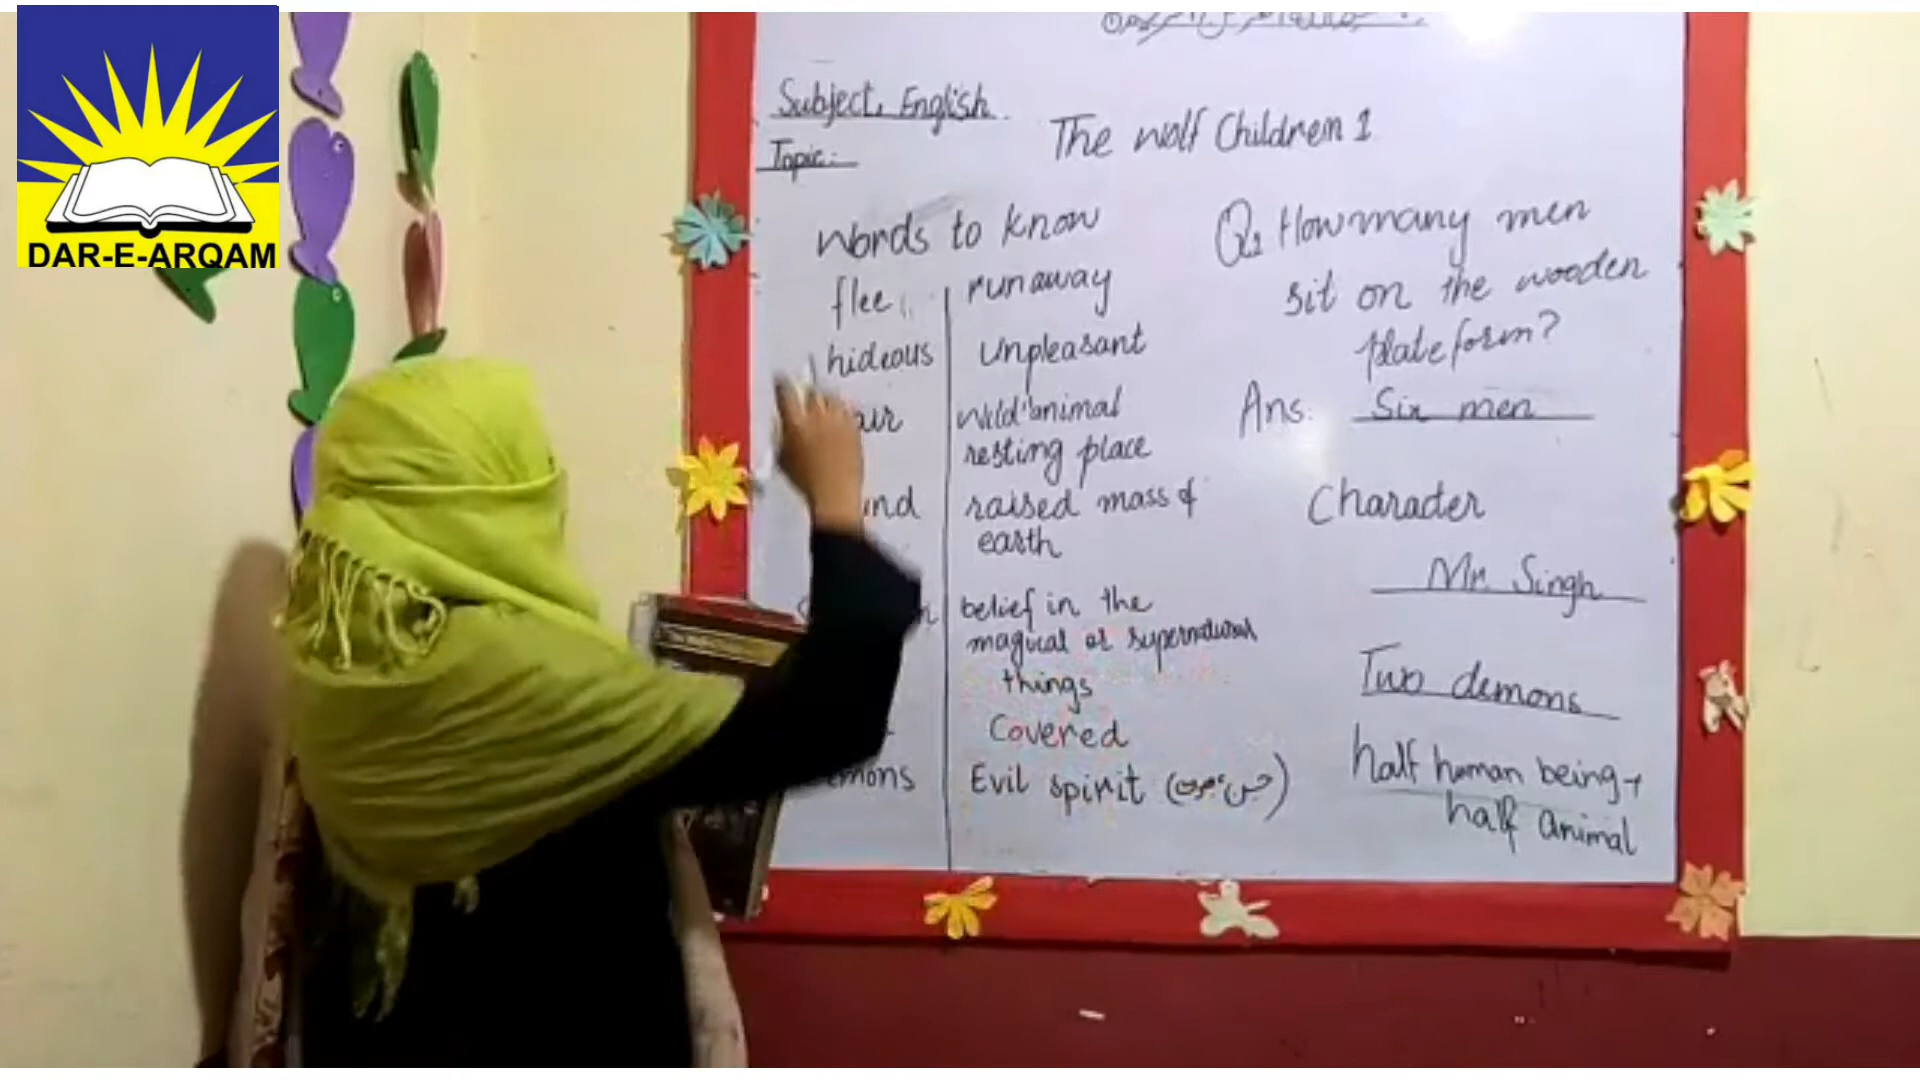 DAR-E-ARQAM
Subject, English
Topic:
The Wolf Children 1
Words to know
flee
runaway
hideous
Unpleasant
Wild animal
resting place
raised mass of
earth
belief in the
magical or supernatural
things
Covered
Evil spirit
Q1 How many men
sit on the wooden
plateform?
Ans: Six men
Character
Mr. Singh
Two demons
half human being +
half animal